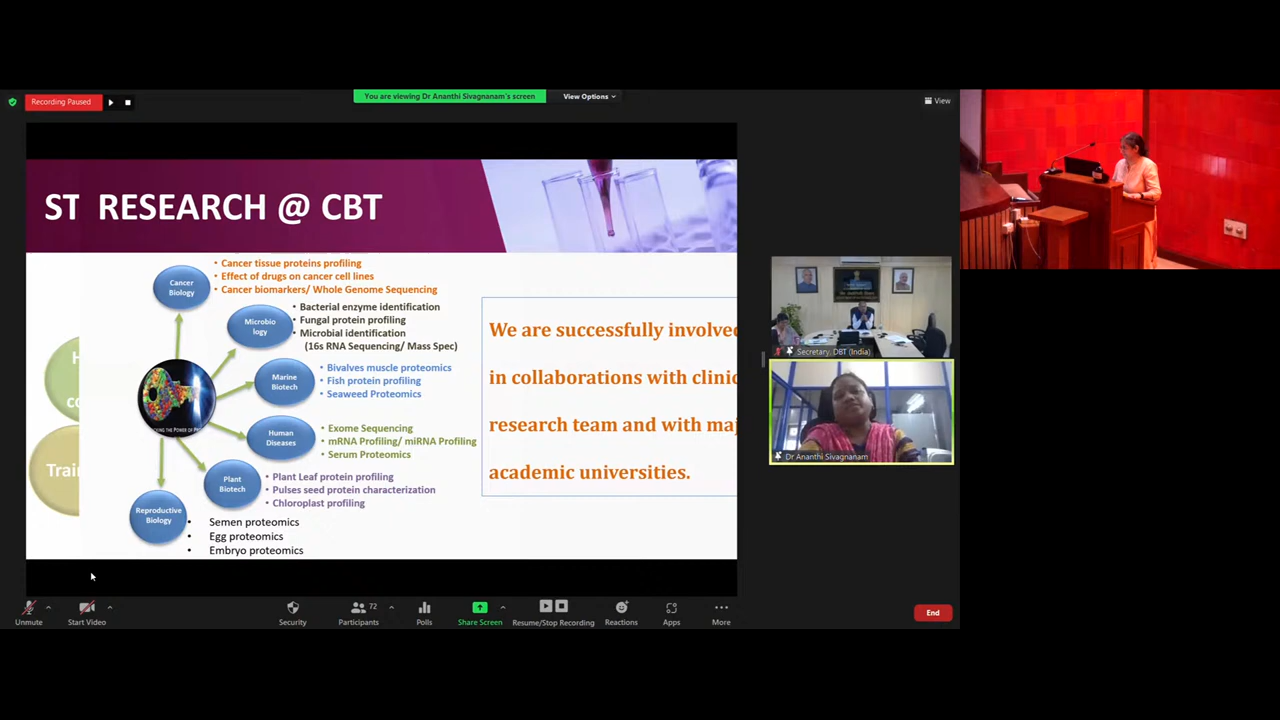 Recording Paused
You are viewing Dr Ananthi Sivagnanam's screen
View Options
View
ST RESEARCH @ CBT
Cancer Biology
• Cancer tissue proteins profiling
• Effect of drugs on cancer cell lines
• Cancer biomarkers/ Whole Genome Sequencing
Microbio
logy
• Bacterial enzyme identification
• Fungal protein profiling
• Microbial identification
(16s RNA Sequencing/ Mass Spec)
Marine
Biotech
• Bivalves muscle proteomics
• Fish protein profiling
• Seaweed Proteomics
Human
Diseases
• Exome Sequencing
• mRNA Profiling/ miRNA Profiling
• Serum Proteomics
Plant
Biotech
• Plant Leaf protein profiling
• Pulses seed protein characterization
• Chloroplast profiling
Reproductive
Biology
• Semen proteomics
• Egg proteomics
• Embryo proteomics
H
co
Trai
We are successfully involved
in collaborations with clinic
research team and with maj
academic universities.
Secretary, DBT (India)
Dr Ananthi Sivagnanam
Unmute
Start Video
Security
72
Participants
Polls
Share Screen
Resume/Stop Recording
Reactions
Apps
More
End